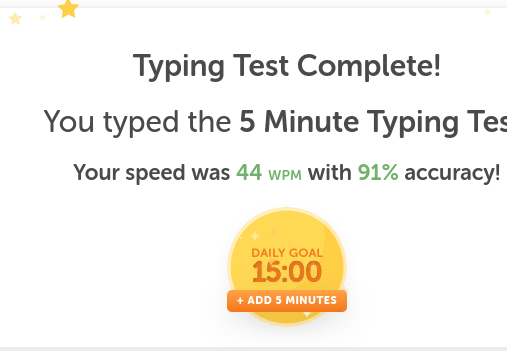 Typing Test Complete!
You typed the 5 Minute Typing Tes
Your speed was 44 WPM with 91% accuracy!
DAILY GOAL
15:00
+ ADD 5 MINUTES